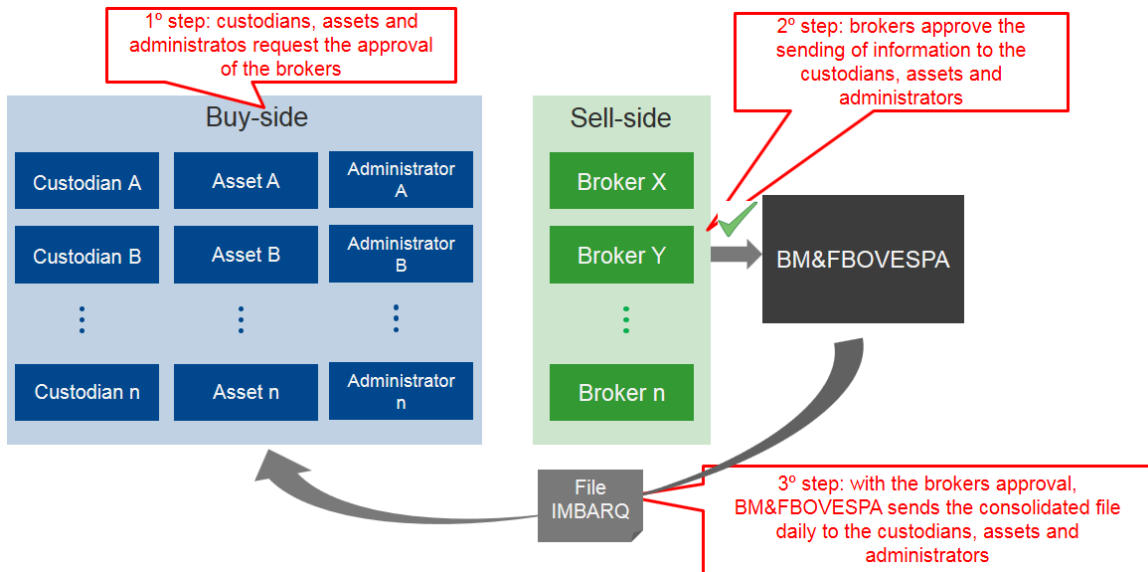 1º step: custodians, assets and
administratos request the approval
of the brokers
2º step: brokers approve the
sending of information to the
custodians, assets and
administrators
Buy-side
Sell-side
Custodian A
Asset A
Administrator
A
Broker X
Custodian B
Asset B
Administrator
B
Broker Y
BM&FBOVESPA
Custodian n
Asset n
Administrator
n
Broker n
File
IMBARQ
3º step: with the brokers approval,
BM&FBOVESPA sends the consolidated file
daily to the custodians, assets and
administrators